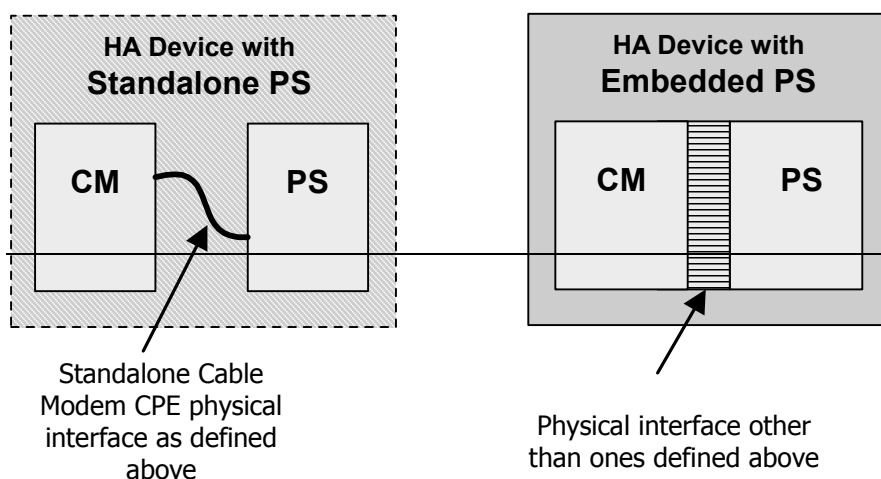 HA Device with
Standalone PS
CM
PS
Standalone Cable
Modem CPE physical
interface as defined
above
HA Device with
Embedded PS
CM
PS
Physical interface other
than ones defined above